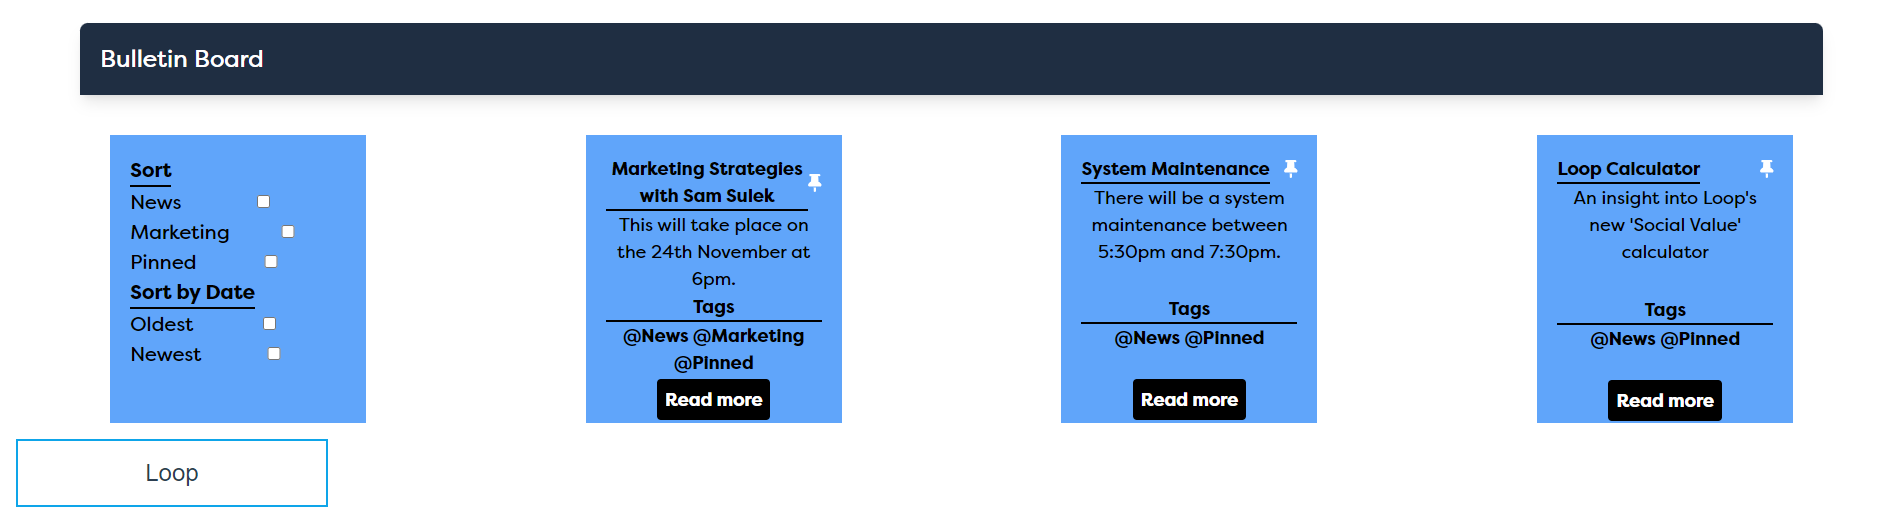 Bulletin Board
Sort
News
Marketing
Pinned
Sort by Date
Oldest
Newest
Marketing Strategies
with Sam Sulek
This will take place on
the 24th November at
6pm.
Tags
@News @Marketing
@Pinned
Read more
System Maintenance
There will be a system
maintenance between
5:30pm and 7:30pm.
Tags
@News @Pinned
Read more
Loop Calculator
An insight into Loop's
new 'Social Value'
calculator
Tags
@News @Pinned
Read more
Loop